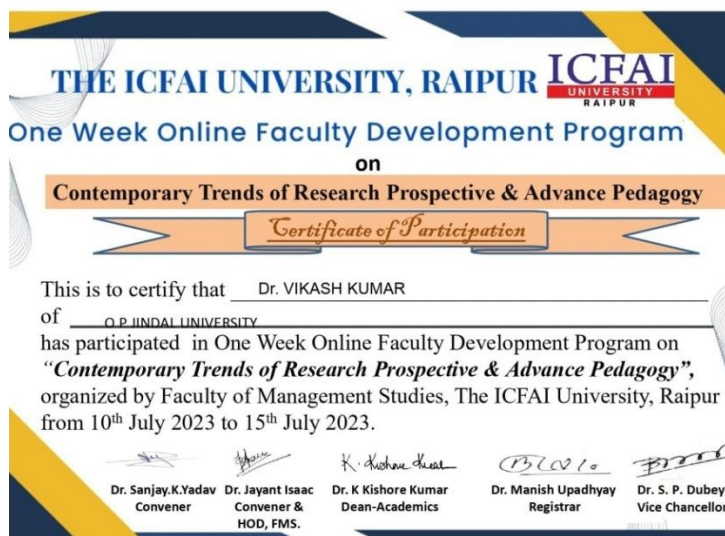 THE ICFAI UNIVERSITY, RAIPUR
ICFAI
UNIVERSITY
RAIPUR
One Week Online Faculty Development Program
on
Contemporary Trends of Research Prospective & Advance Pedagogy
Certificate of Participation
This is to certify that Dr. VIKASH KUMAR
of O P JINDAL UNIVERSITY
has participated in One Week Online Faculty Development Program on
“Contemporary Trends of Research Prospective & Advance Pedagogy”,
organized by Faculty of Management Studies, The ICFAI University, Raipur
from 10th July 2023 to 15th July 2023.
K. Kishore Kumar
Dr. Sanjay.K.Yadav
Convener
Dr. Jayant Isaac
Convener &
HOD, FMS.
Dr. K Kishore Kumar
Dean-Academics
Dr. Manish Upadhyay
Registrar
Dr. S. P. Dubey
Vice Chancellor